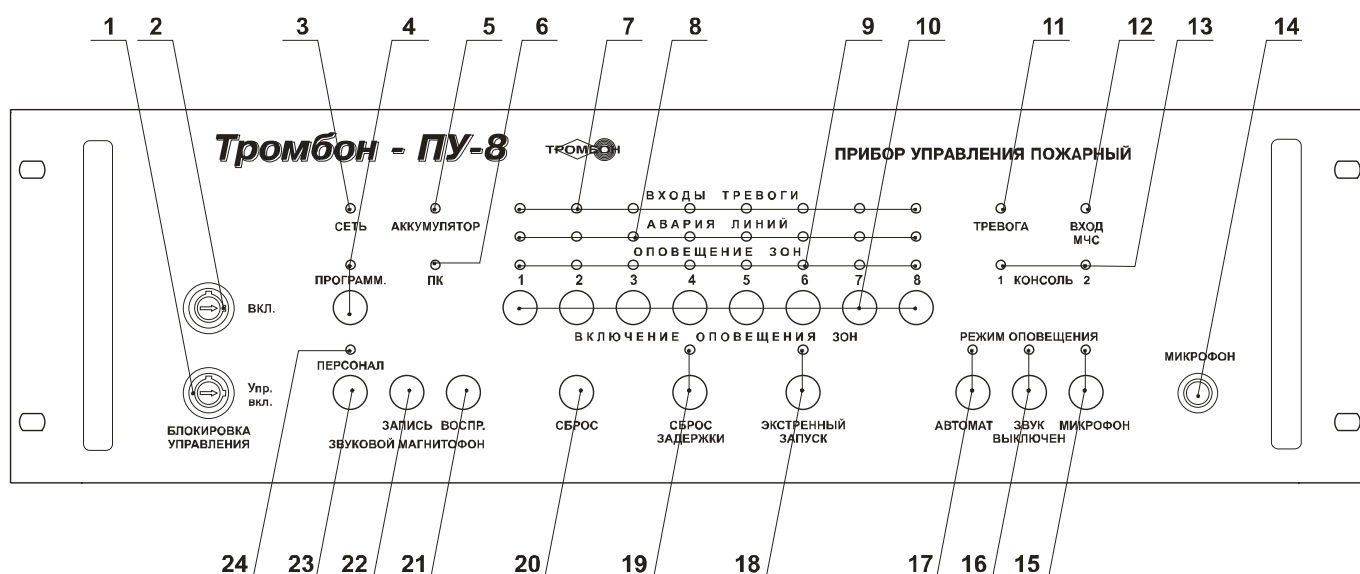 1 2 3 4 5 6 7 8 9 10 11 12 13 14
Тромбон - ПУ-8
ТРОМБОН
ПРИБОР УПРАВЛЕНИЯ ПОЖАРНЫЙ
ВХОДЫ ТРЕВОГИ
СЕТЬ
АККУМУЛЯТОР
АВАРИЯ ЛИНИЙ
ТРЕВОГА
ВХОД
МЧС
ОПОВЕЩЕНИЕ ЗОН
ПРОГРАММ.
ПК
1 2 3 4 5 6 7 8
1 КОНСОЛЬ 2
ВКЛ.
ВКЛЮЧЕНИЕ ОПОВЕЩЕНИЯ ЗОН
РЕЖИМ ОПОВЕЩЕНИЯ
МИКРОФОН
ПЕРСОНАЛ
Упр.
вкл.
БЛОКИРОВКА
УПРАВЛЕНИЯ
ЗАПИСЬ
ВОСПР.
ЗВУКОВОЙ МАГНИТОФОН
СБРОС
СБРОС
ЗАДЕРЖКИ
ЭКСТРЕННЫЙ
ЗАПУСК
АВТОМАТ
ЗВУК
ВЫКЛЮЧЕН
МИКРОФОН
24 23 22 21 20 19 18 17 16 15